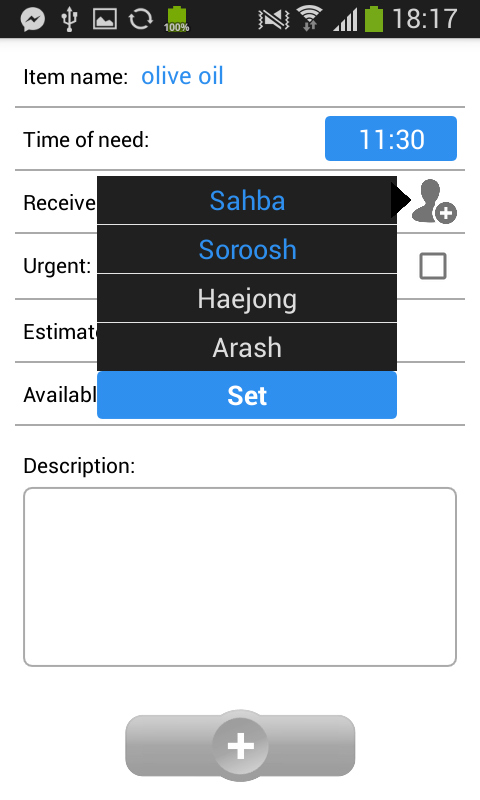 100%
18:17
Item name: olive oil
Time of need: 11:30
Receive
Sahba
Urgent:
Soroosh
Haejong
Estimat
Arash
Availabl
Set
Description: